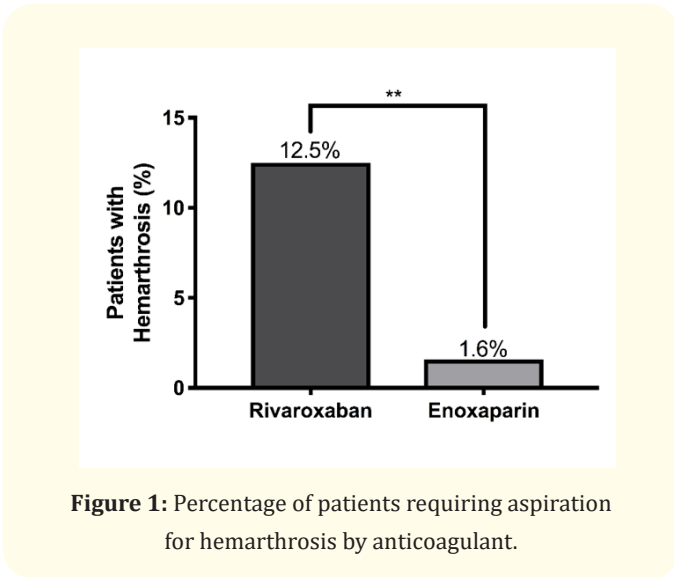 **
15
12.5%
10
Patients with
Hemarthrosis (%)
5
1.6%
0
Rivaroxaban Enoxaparin
Figure 1: Percentage of patients requiring aspiration
for hemarthrosis by anticoagulant.